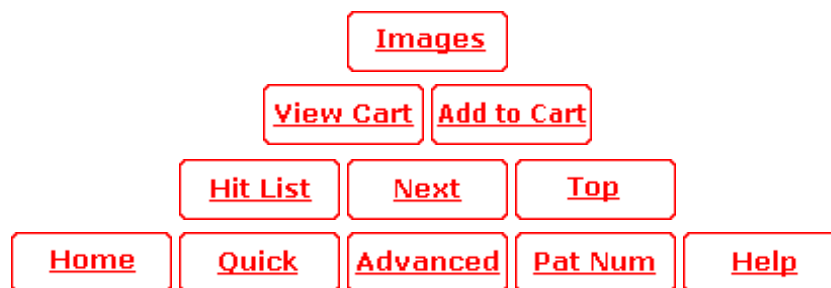 Images
View Cart Add to Cart
Hit List Next Top
Home Quick Advanced Pat Num Help